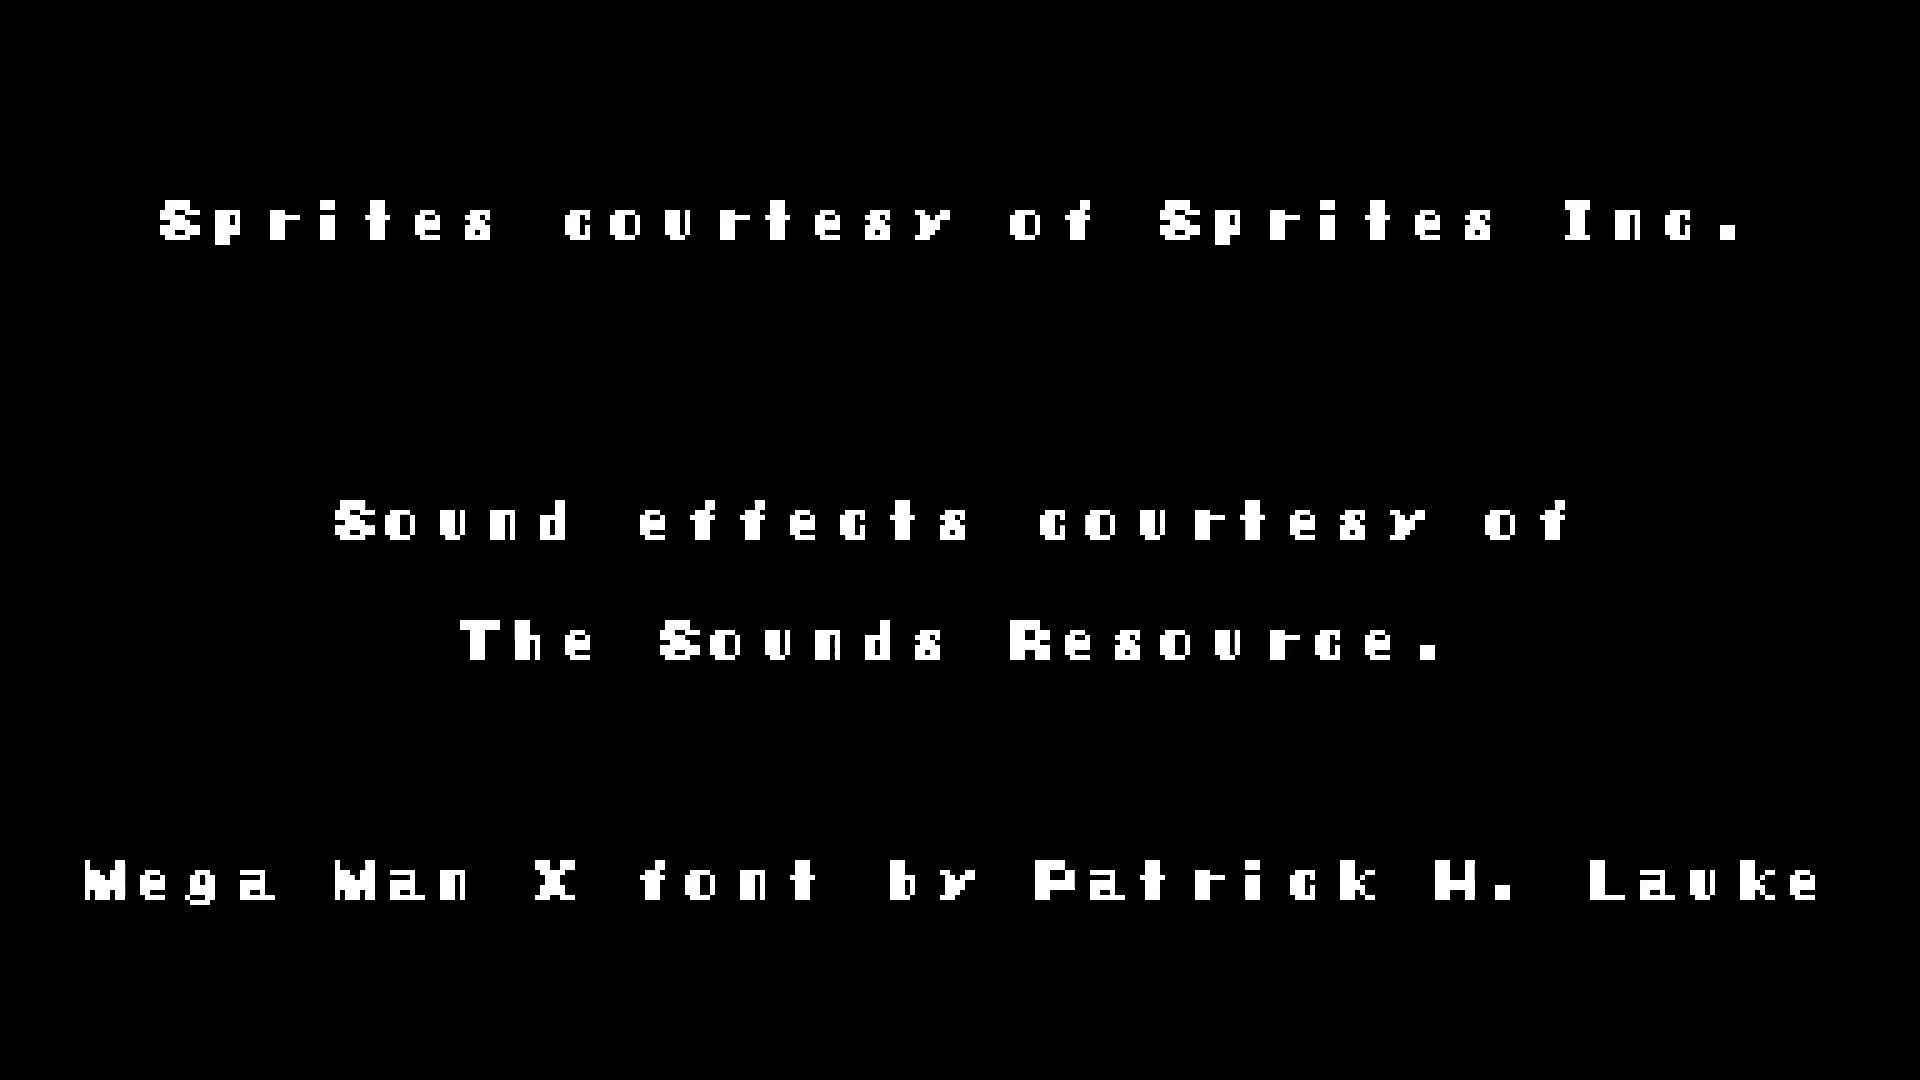 Sprites courtesy of Sprites Inc.
Sound effects courtesy of
The Sounds Resource.
Mega Man X font by Patrick H. Lauke